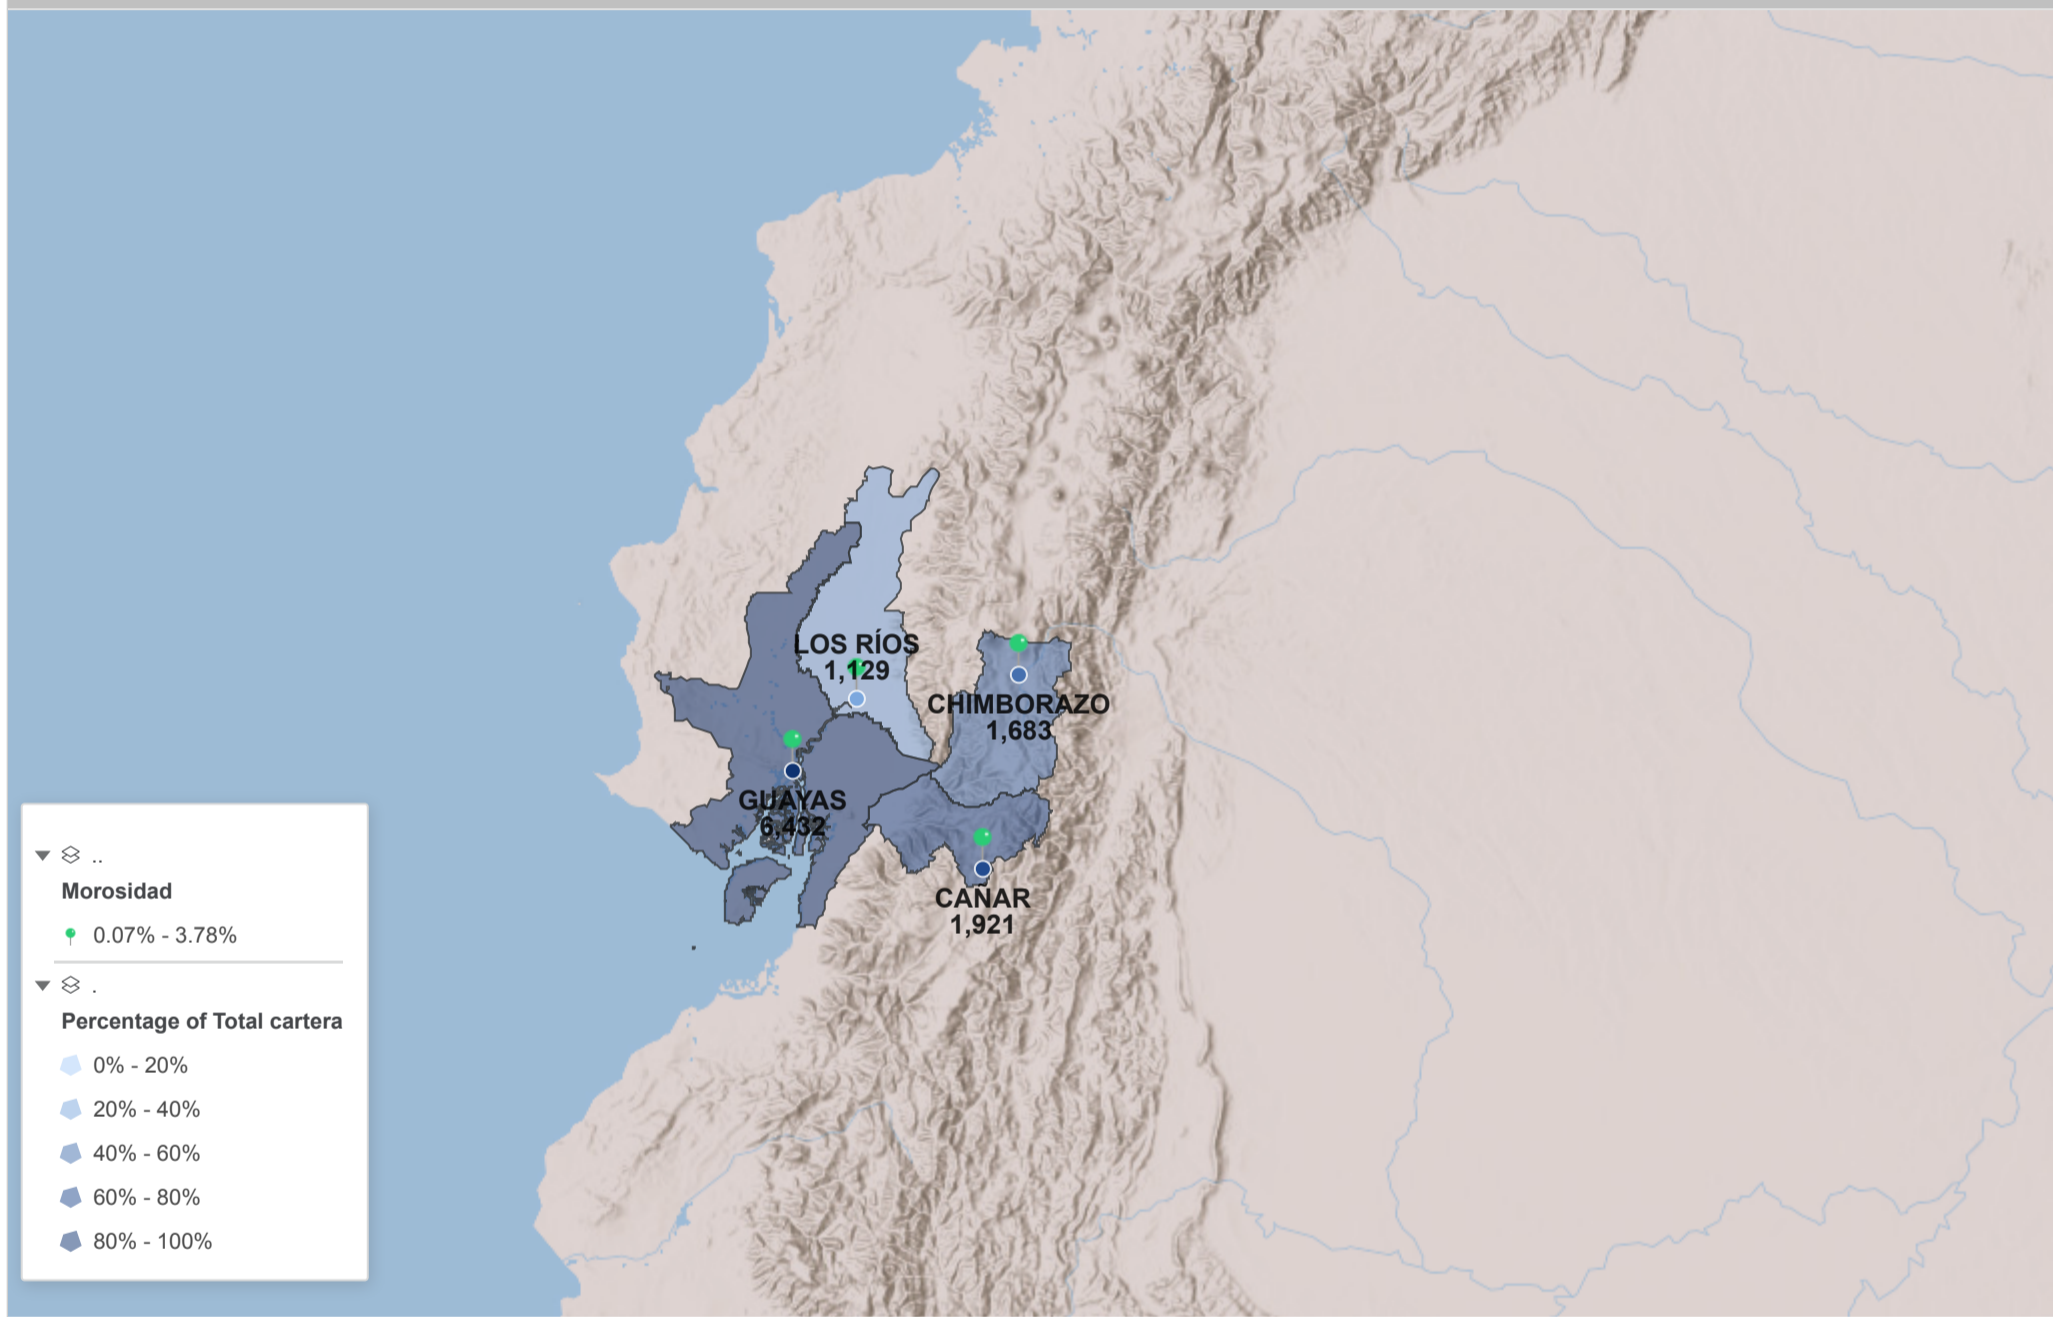 LOS RÍOS
1,129
CHIMBORAZO
1,683
GUAYAS
6,432
CAÑAR
1,921
..
Morosidad
0.07% - 3.78%
.
Percentage of Total cartera
0% - 20%
20% - 40%
40% - 60%
60% - 80%
80% - 100%